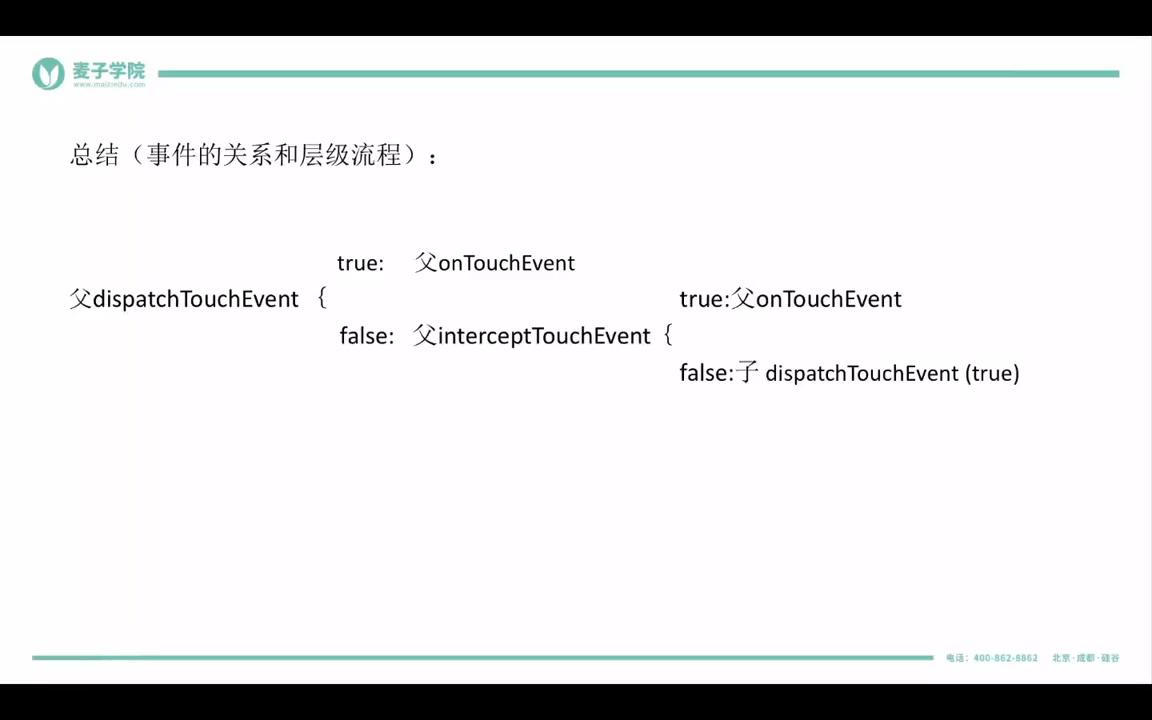 麦子学院
www.maiziedu.com
总结（事件的关系和层级流程）：
true: 父onTouchEvent
父dispatchTouchEvent {
true:父onTouchEvent
false: 父interceptTouchEvent {
false:子 dispatchTouchEvent (true)
电话：400-862-8862 北京·成都·硅谷